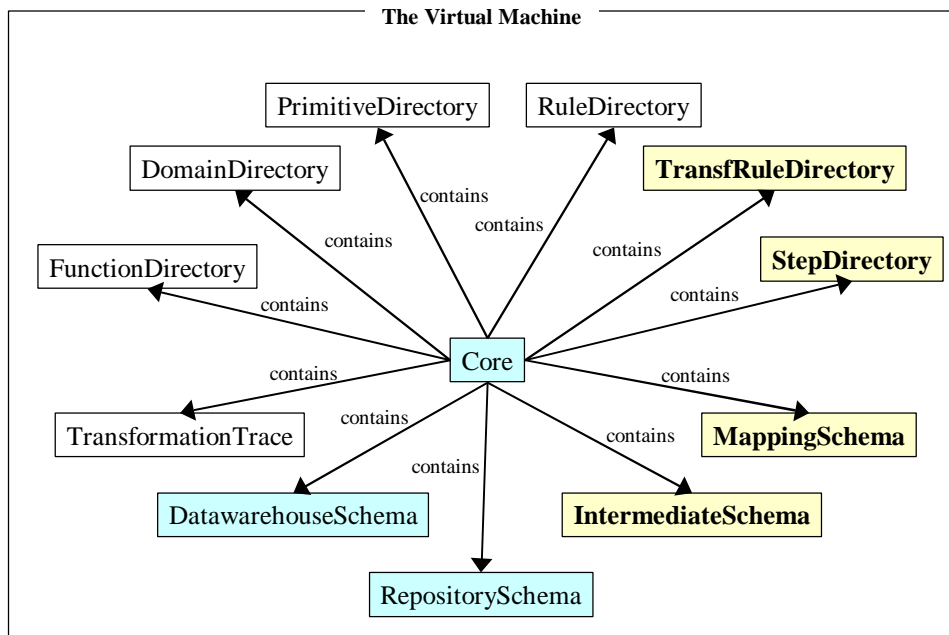 The Virtual Machine
PrimitiveDirectory
RuleDirectory
DomainDirectory
TransfRuleDirectory
contains
contains
contains
contains
FunctionDirectory
StepDirectory
contains
contains
Core
contains
contains
TransformationTrace
MappingSchema
contains
contains
contains
DatawarehouseSchema
IntermediateSchema
RepositorySchema